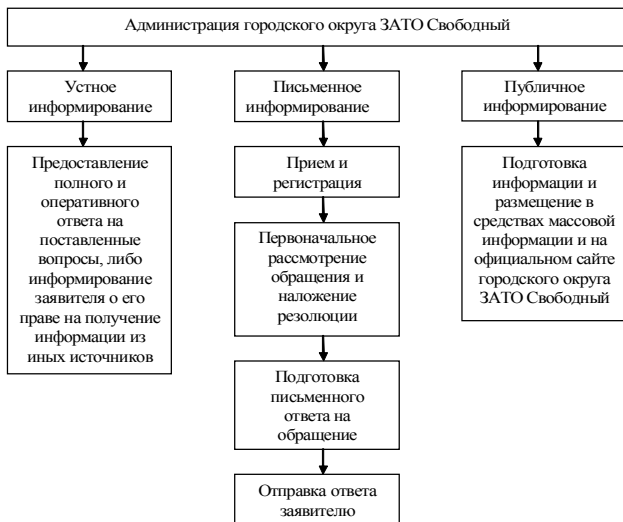 Администрация городского округа ЗАТО Свободный
Устное
информирование
Предоставление
полного и
оперативного
ответа на
поставленные
вопросы, либо
информирование
заявителя о его
праве на получение
информации из
иных источников
Письменное
информирование
Прием и
регистрация
Первоначальное
рассмотрение
обращения и
наложение
резолюции
Подготовка
письменного
ответа на
обращение
Отправка ответа
заявителю
Публичное
информирование
Подготовка
информации и
размещение в
средствах массовой
информации и на
официальном сайте
городского округа
ЗАТО Свободный